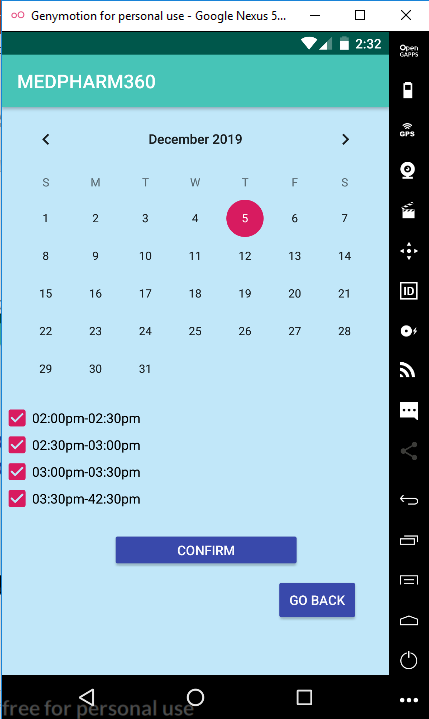 Genymotion for personal use - Google Nexus 5...
2:32
MEDPHARM360
December 2019
S M T W T F S
1 2 3 4 5 6 7
8 9 10 11 12 13 14
15 16 17 18 19 20 21
22 23 24 25 26 27 28
29 30 31
02:00pm-02:30pm
02:30pm-03:00pm
03:00pm-03:30pm
03:30pm-42:30pm
CONFIRM
GO BACK
free for personal use
Open
GAPPS
GPS
ID